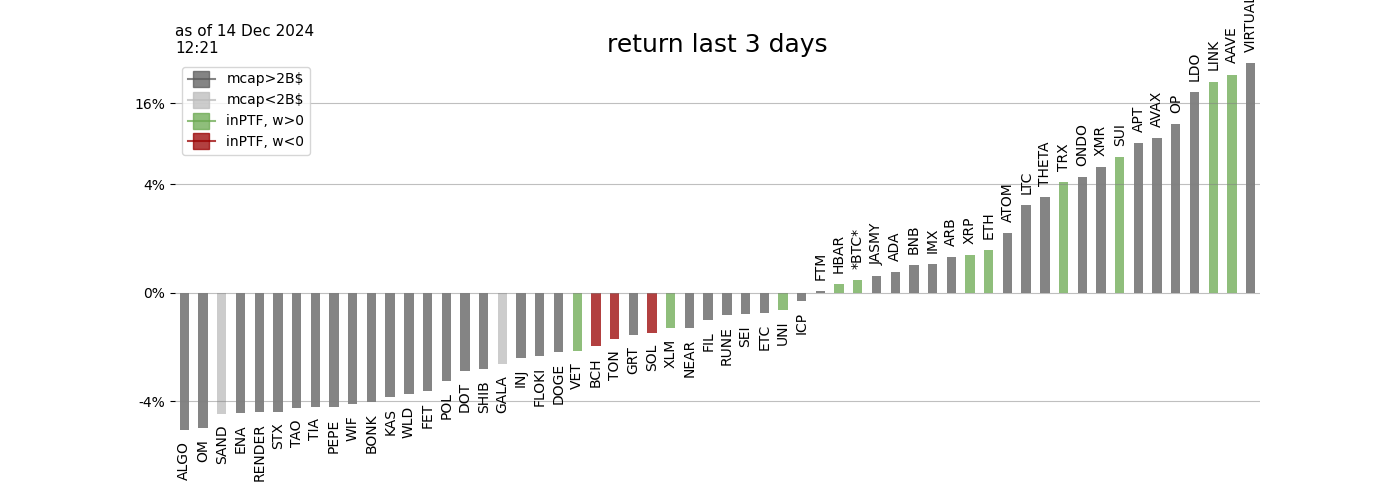 as of 14 Dec 2024
12:21
return last 3 days
mcap>2B$
mcap<2B$
inPTF, w>0
inPTF, w<0
16%
4%
0%
-4%
ALGO
OM
SAND
ENA
RENDER
STX
TAO
TIA
PEPE
WIF
BONK
KAS
WLD
FET
POL
DOT
SHIB
GALA
INJ
FLOKI
DOGE
VET
BCH
TON
GRT
SOL
XLM
NEAR
FIL
RUNE
SEI
ETC
UNI
ICP
FTM
HBAR
*BTC*
JASMY
ADA
BNB
IMX
ARB
XRP
ETH
ATOM
LTC
THETA
TRX
ONDO
XMR
SUI
APT
AVAX
OP
LDO
LINK
AAVE
VIRTUAL